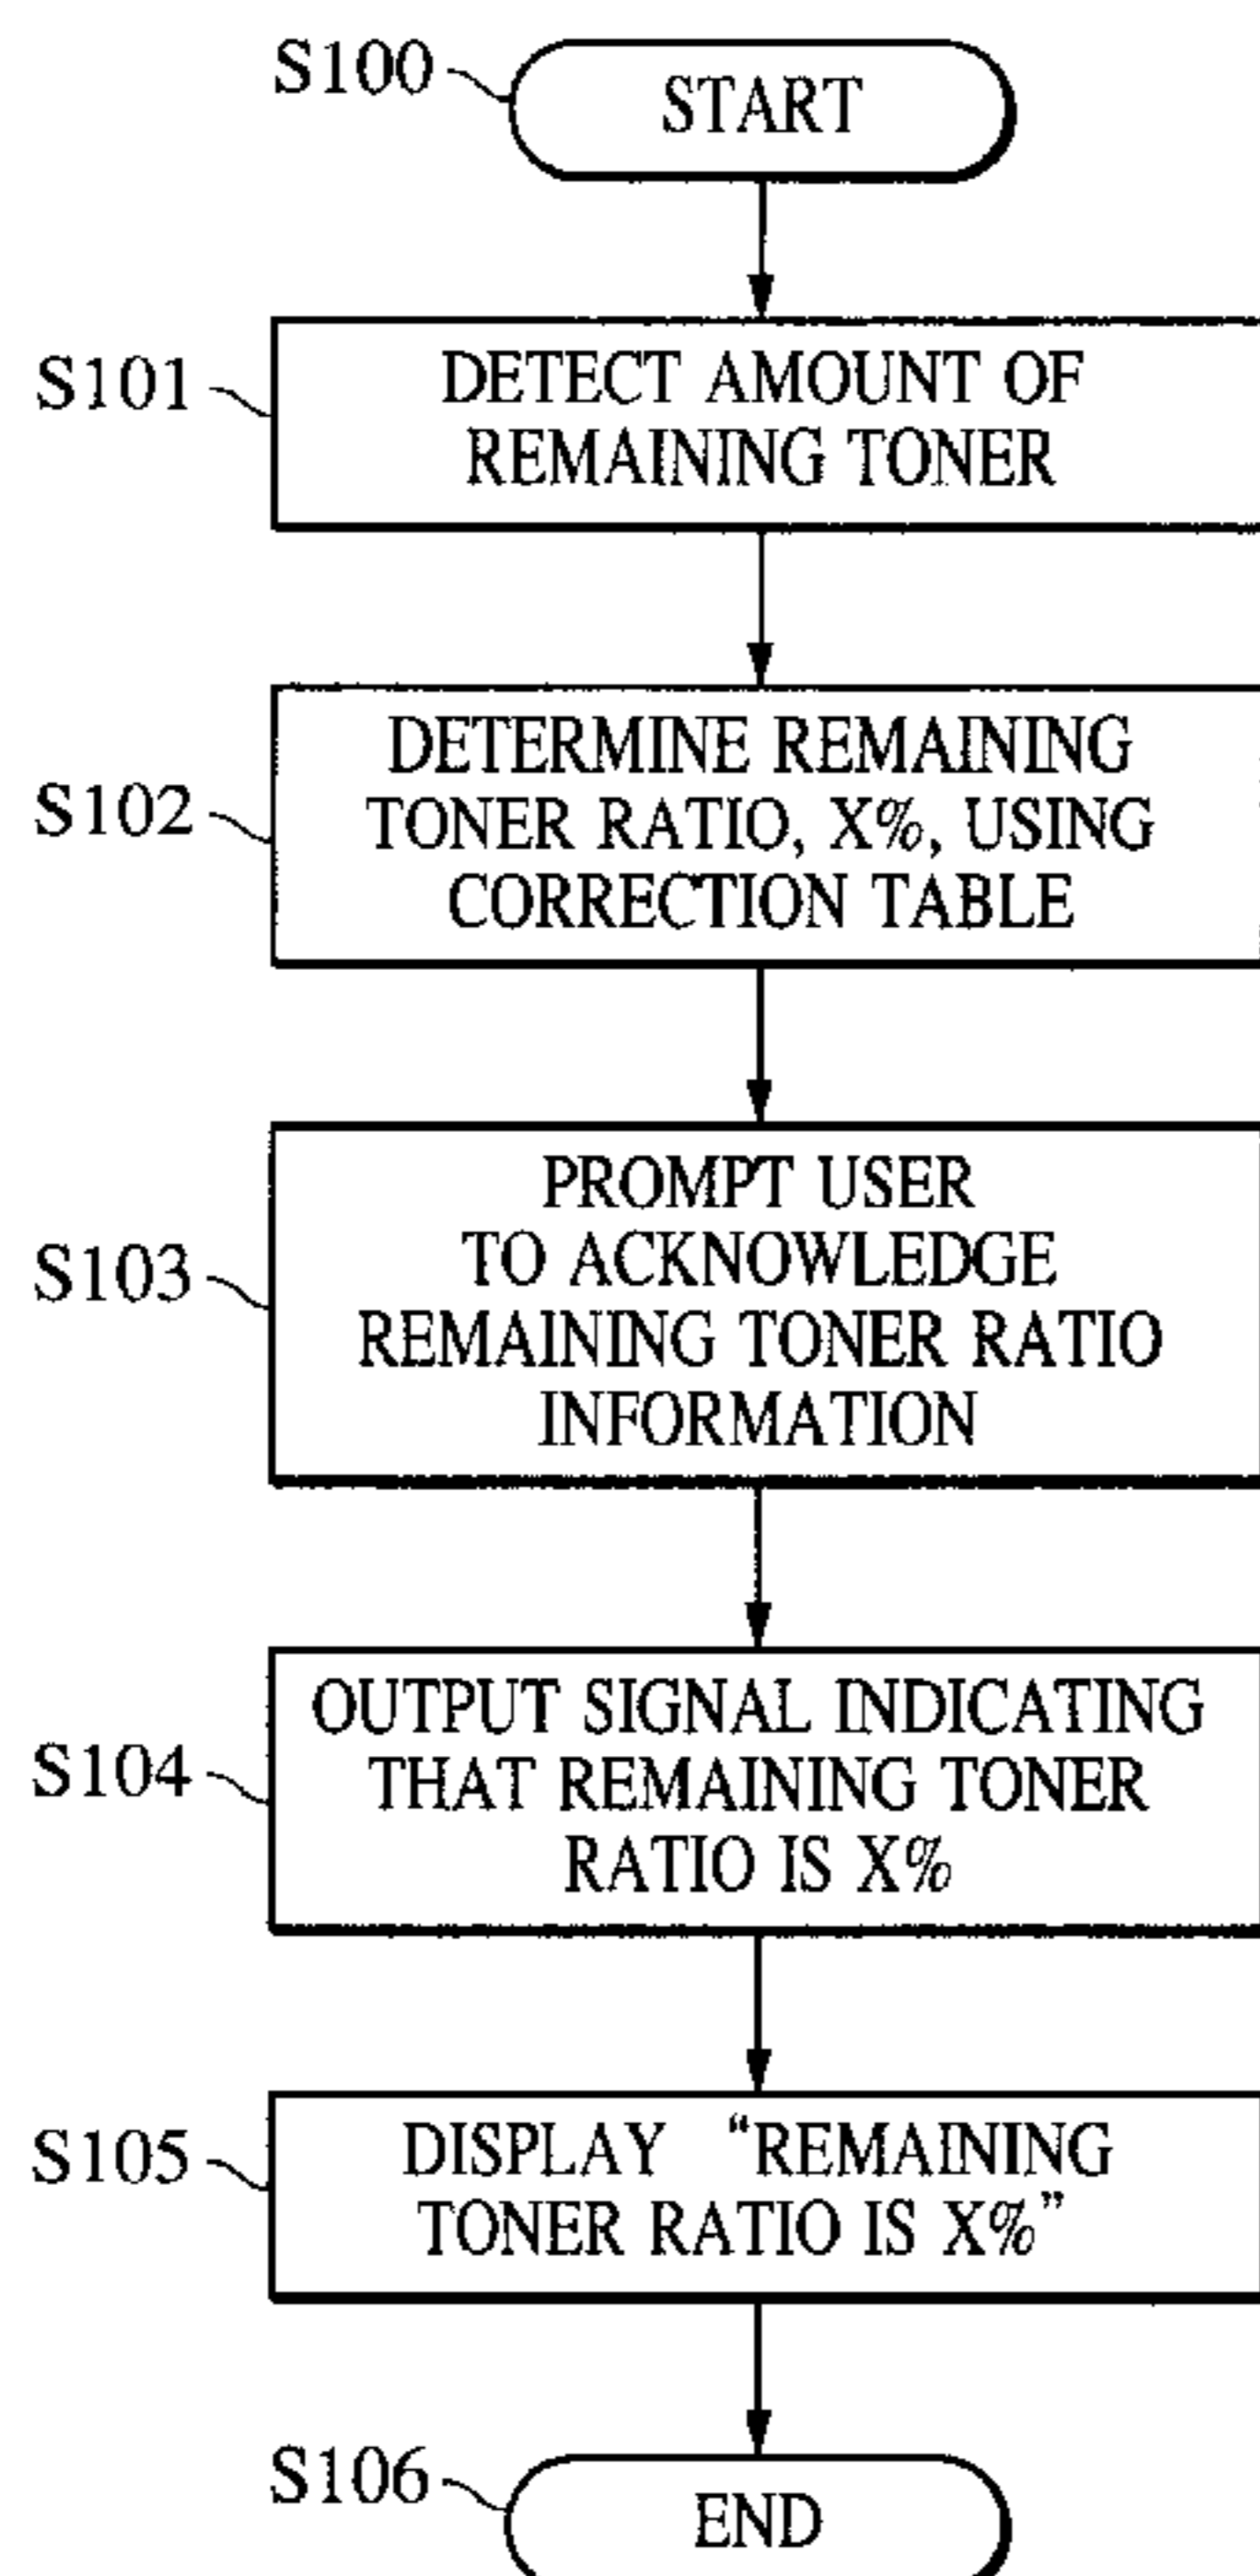 S100
START
S101
DETECT AMOUNT OF
REMAINING TONER
S102
DETERMINE REMAINING
TONER RATIO, X%, USING
CORRECTION TABLE
S103
PROMPT USER
TO ACKNOWLEDGE
REMAINING TONER RATIO
INFORMATION
S104
OUTPUT SIGNAL INDICATING
THAT REMAINING TONER
RATIO IS X%
S105
DISPLAY “REMAINING
TONER RATIO IS X%”
S106
END